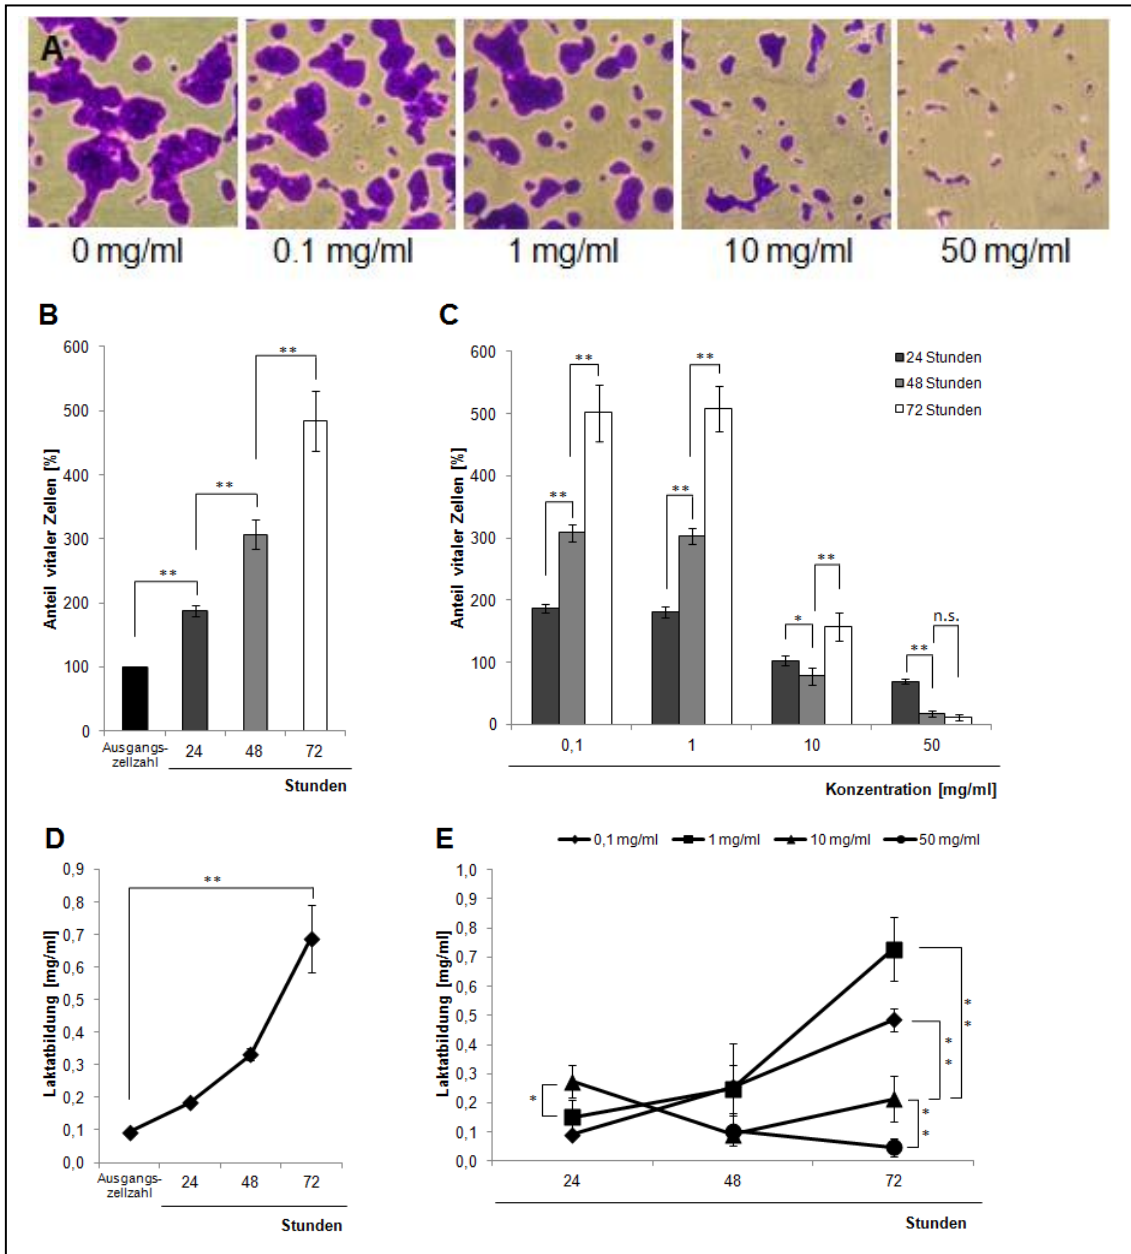 A
0 mg/ml 0.1 mg/ml 1 mg/ml 10 mg/ml 50 mg/ml
B
Anteil vitaler Zellen [%]
600
500
400
300
200
100
0
**
**
**
Ausgangs-
zellzahl
24 48 72
Stunden
C
Anteil vitaler Zellen [%]
600
500
400
300
200
100
0
24 Stunden
48 Stunden
72 Stunden
** **
** **
**
*
n.s.
**
0,1 1 10 50
Konzentration [mg/ml]
D
Laktatbildung [mg/ml]
0,9
0,8
0,7
0,6
0,5
0,4
0,3
0,2
0,1
0,0
**
Ausgangs-
zellzahl
24 48 72
Stunden
E
0,1 mg/ml 1 mg/ml 10 mg/ml 50 mg/ml
Laktatbildung [mg/ml]
1,0
0,9
0,8
0,7
0,6
0,5
0,4
0,3
0,2
0,1
0,0
*
**
**
**
24 48 72
Stunden